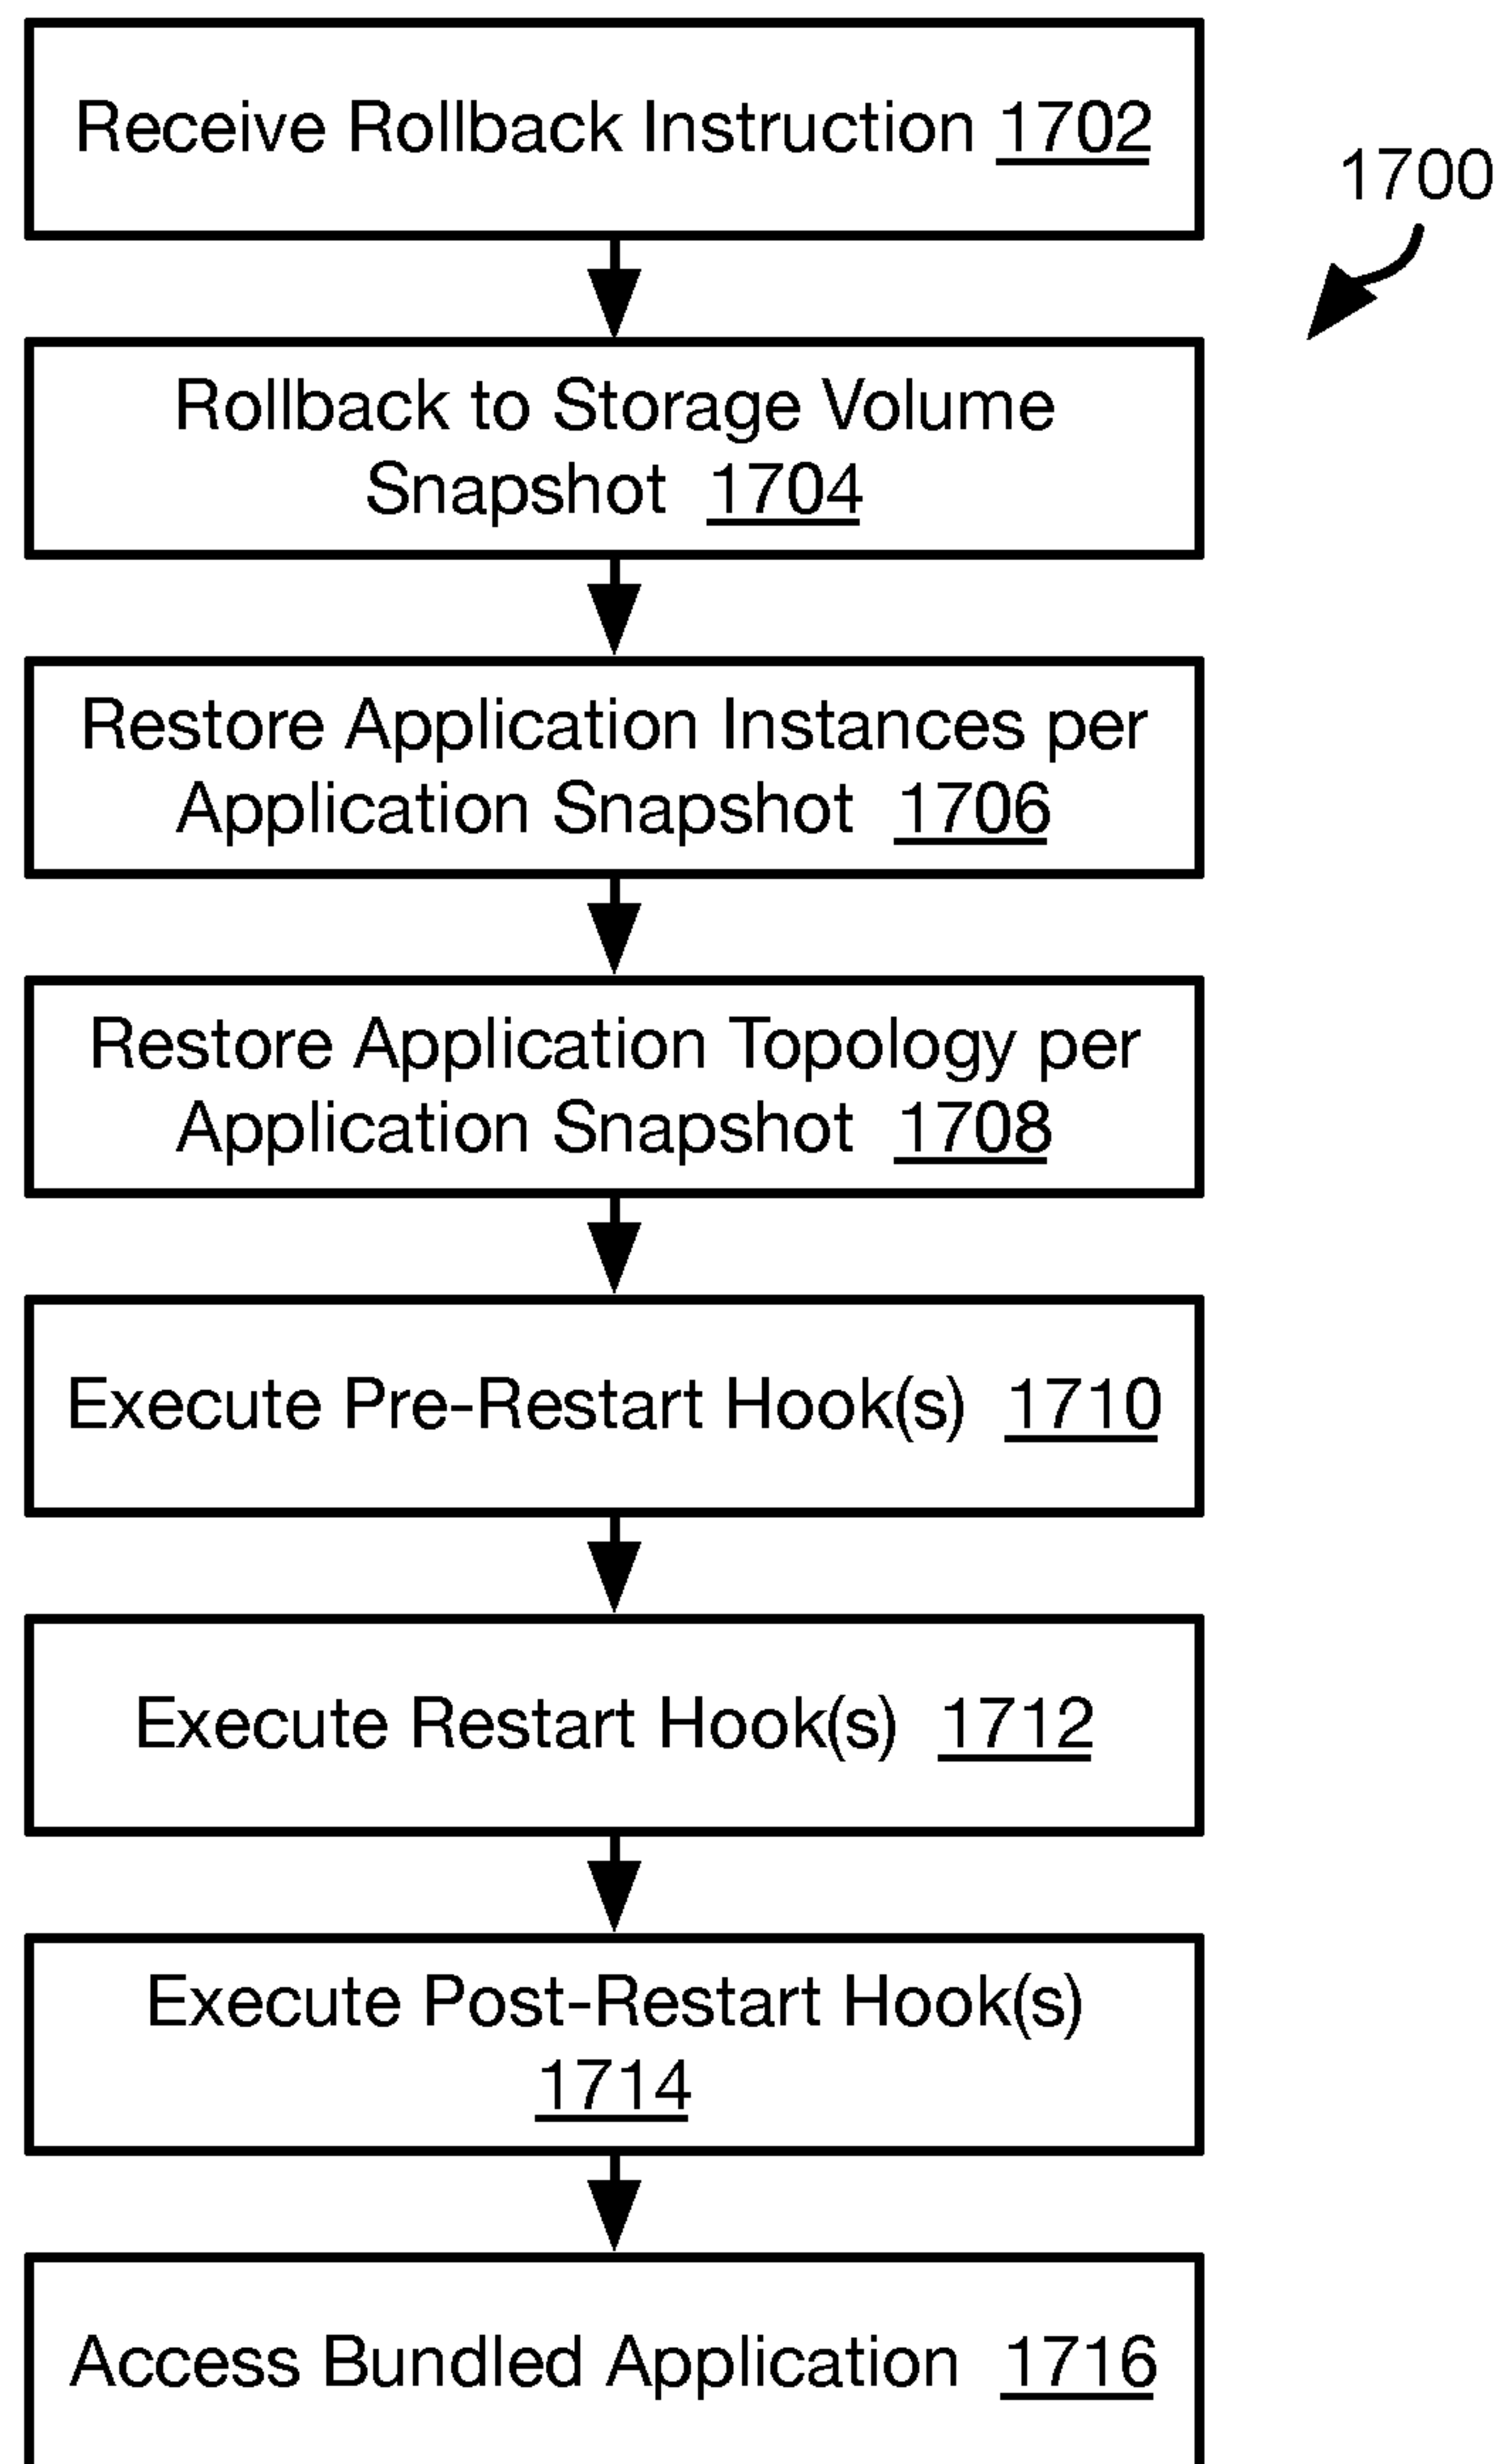 Receive Rollback Instruction 1702
1700
Rollback to Storage Volume
Snapshot 1704
Restore Application Instances per
Application Snapshot 1706
Restore Application Topology per
Application Snapshot 1708
Execute Pre-Restart Hook(s) 1710
Execute Restart Hook(s) 1712
Execute Post-Restart Hook(s)
1714
Access Bundled Application 1716